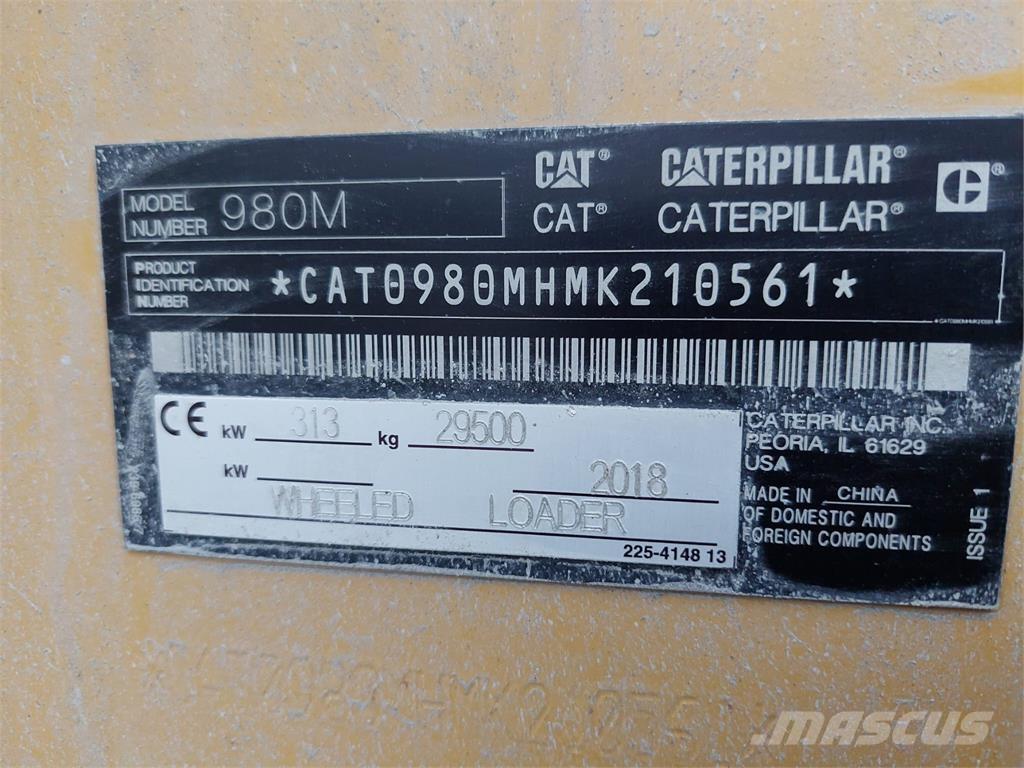 CAT® CATERPILLAR®
MODEL NUMBER 980M
CAT® CATERPILLAR®
PRODUCT IDENTIFICATION NUMBER *CAT0980MHMK210561*
CE kW 313 kg 29500
kW 2018
WHEELED LOADER
225-4148 13
CATERPILLAR INC.
PEORIA, IL 61629
USA
MADE IN CHINA
OF DOMESTIC AND
FOREIGN COMPONENTS
ISSUE 1
MASCUS